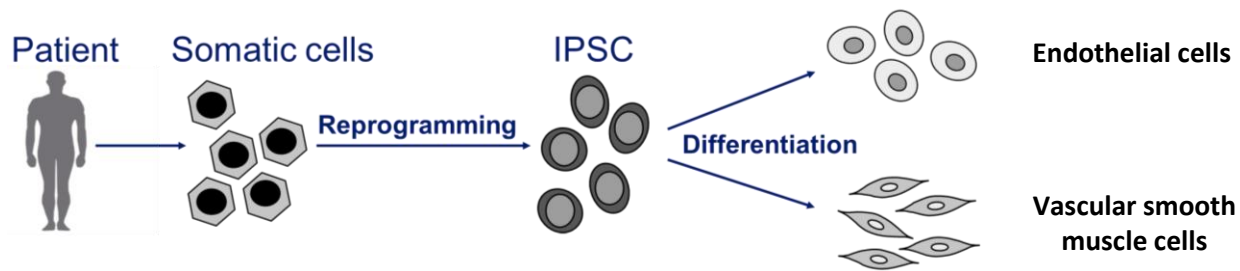 Patient
Somatic cells
Reprogramming
IPSC
Differentiation
Endothelial cells
Vascular smooth
muscle cells